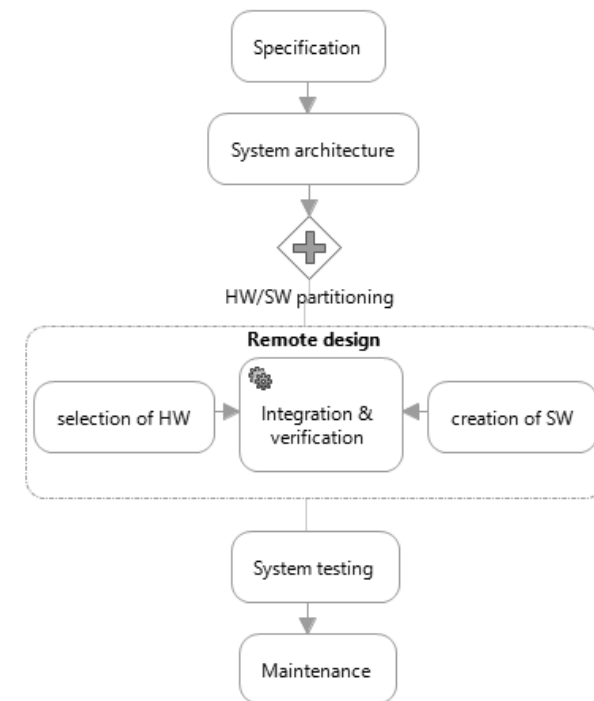 Specification
System architecture
HW/SW partitioning
Remote design
selection of HW
Integration &
verification
creation of SW
System testing
Maintenance